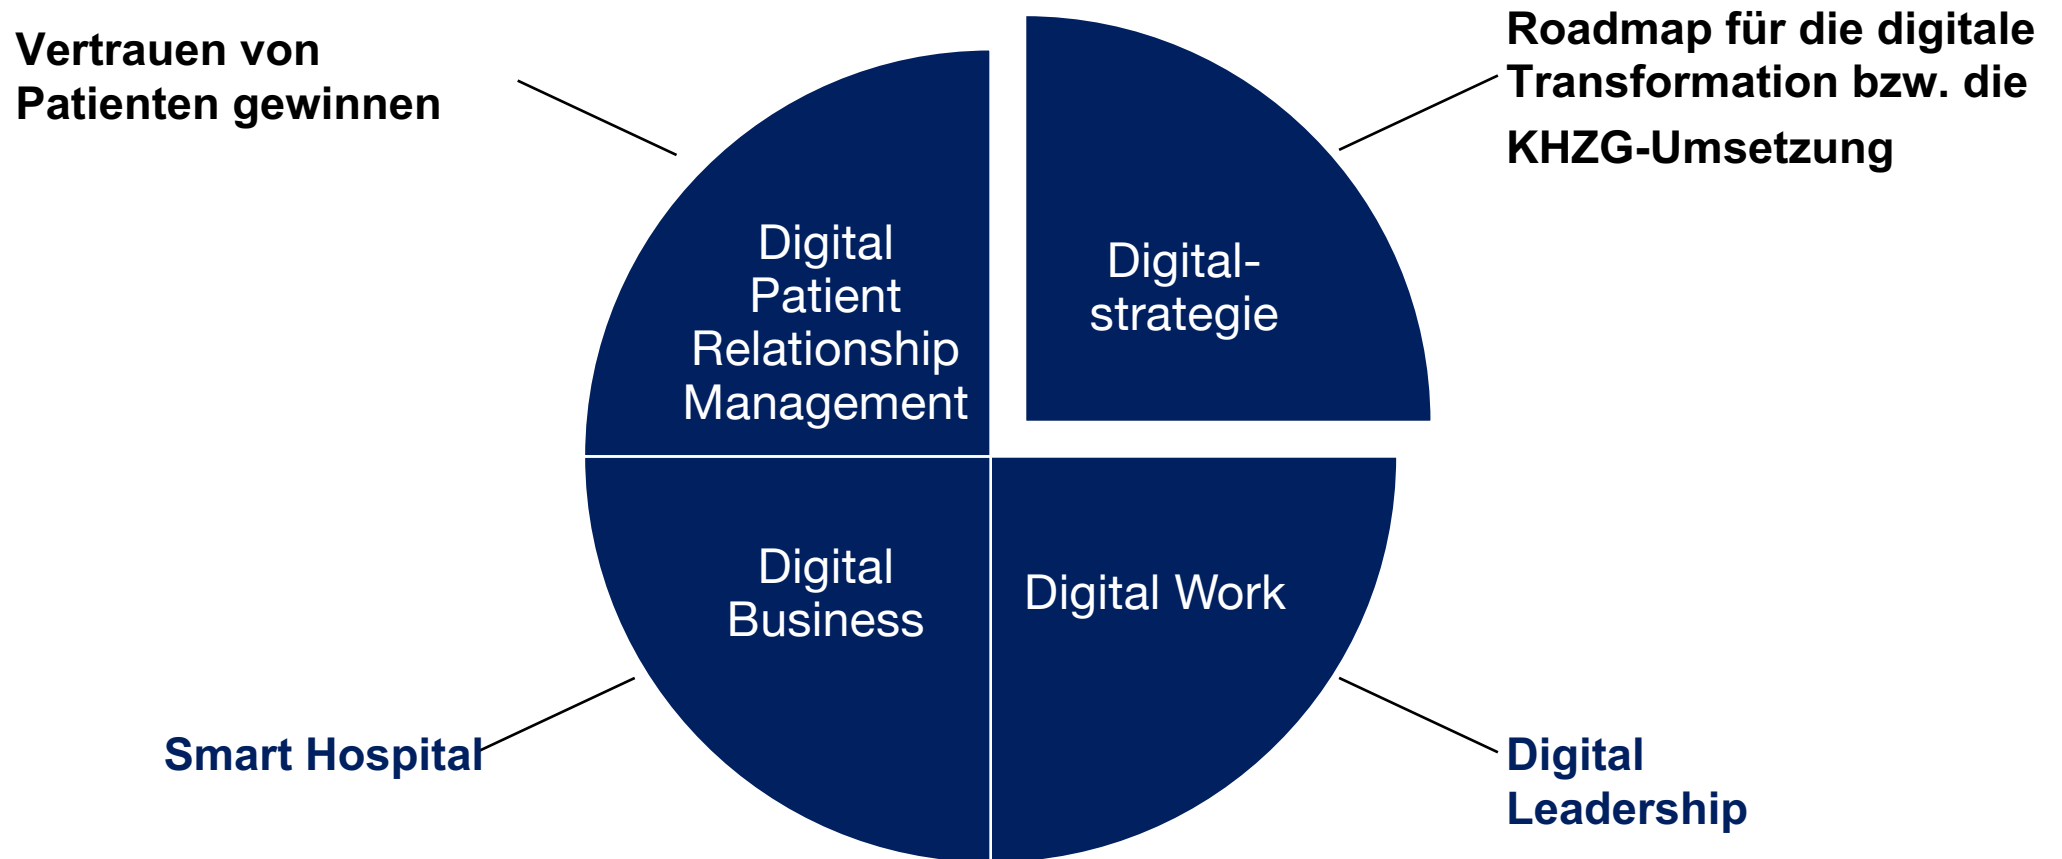 Vertrauen von
Patienten gewinnen
Roadmap für die digitale
Transformation bzw. die
KHZG-Umsetzung
Digital
Patient
Relationship
Management
Digital-
strategie
Digital
Business
Digital Work
Smart Hospital
Digital
Leadership